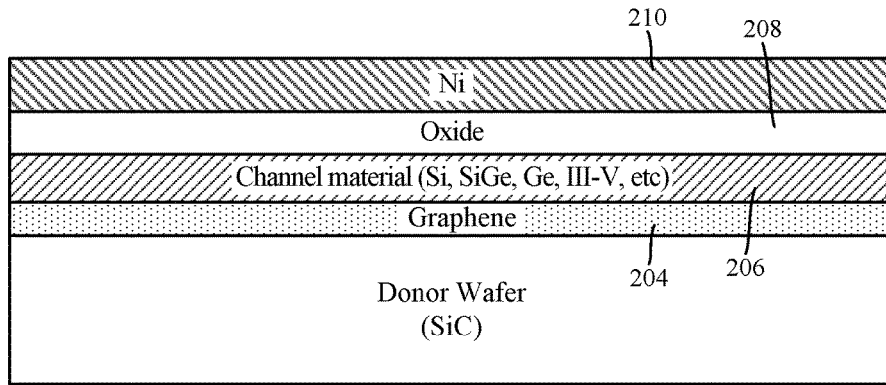 210
208
Ni
Oxide
Channel material (Si, SiGe, Ge, III-V, etc)
Graphene
204
206
Donor Wafer
(SiC)